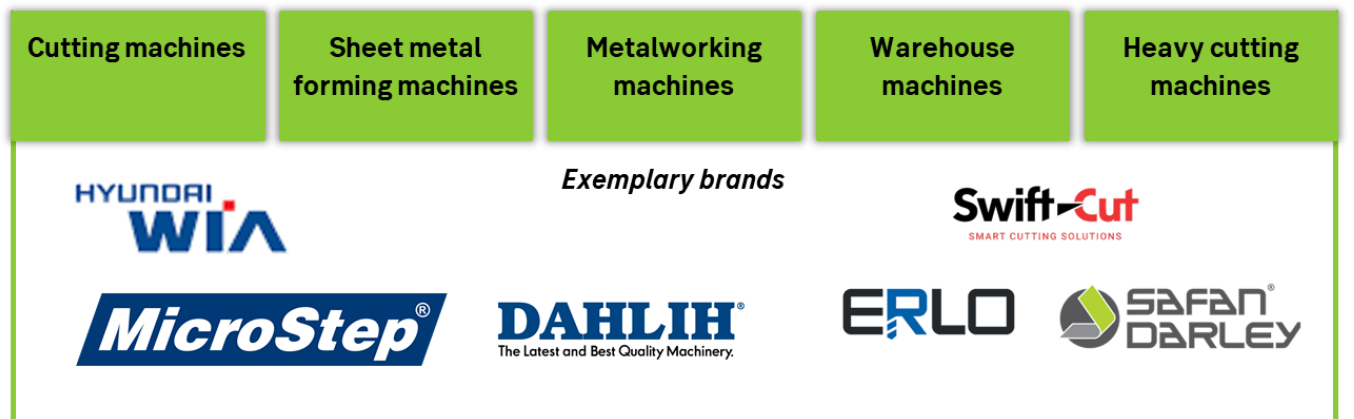 Cutting machines
Sheet metal
forming machines
Metalworking
machines
Warehouse
machines
Heavy cutting
machines
Exemplary brands
HYUNDAI
WIA
Swift-Cut
SMART CUTTING SOLUTIONS
MicroStep®
DAHLIH®
The Latest and Best Quality Machinery.
ERLO
SAFAN®
DARLEY